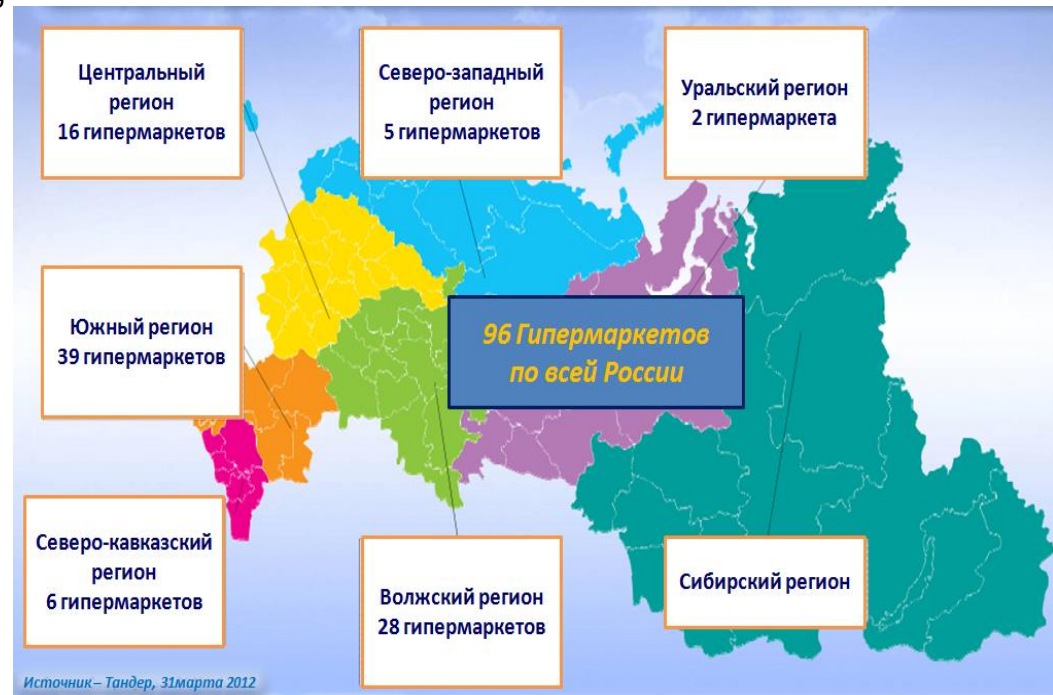 Центральный
регион
16 гипермаркетов
Северо-западный
регион
5 гипермаркетов
Уральский регион
2 гипермаркета
Южный регион
39 гипермаркетов
96 Гипермаркетов
по всей России
Северо-кавказский
регион
6 гипермаркетов
Волжский регион
28 гипермаркетов
Сибирский регион
Источник – Тандер, 31марта 2012